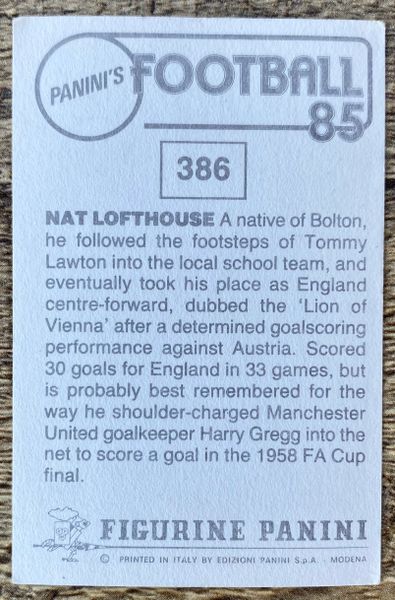 PANINI'S FOOTBALL
85
386
NAT LOFTHOUSE A native of Bolton,
he followed the footsteps of Tommy
Lawton into the local school team, and
eventually took his place as England
centre-forward, dubbed the 'Lion of
Vienna' after a determined goalscoring
performance against Austria. Scored
30 goals for England in 33 games, but
is probably best remembered for the
way he shoulder-charged Manchester
United goalkeeper Harry Gregg into the
net to score a goal in the 1958 FA Cup
final.
FIGURINE PANINI
© PRINTED IN ITALY BY EDIZIONI PANINI S.p.A. - MODENA